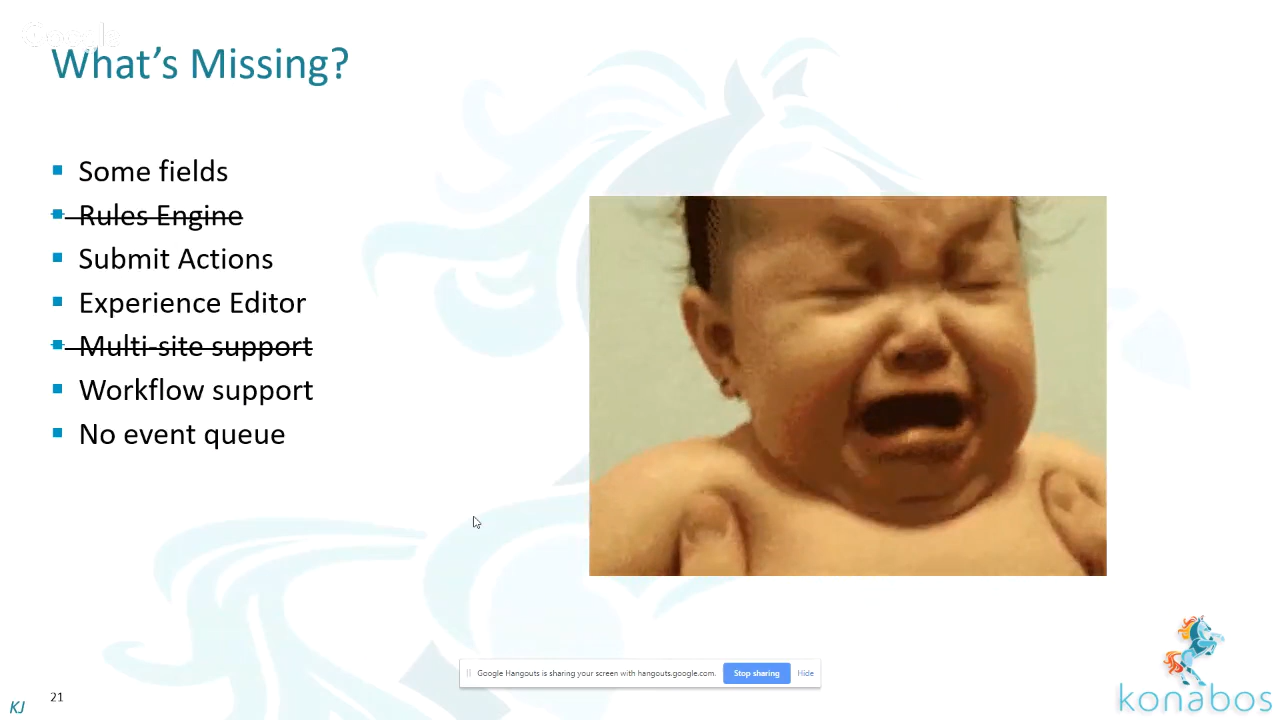 Google
What's Missing?
Some fields
Rules Engine
Submit Actions
Experience Editor
Multi-site support
Workflow support
No event queue
Google Hangouts is sharing your screen with hangouts.google.com. Stop sharing Hide
KJ 21
konabos